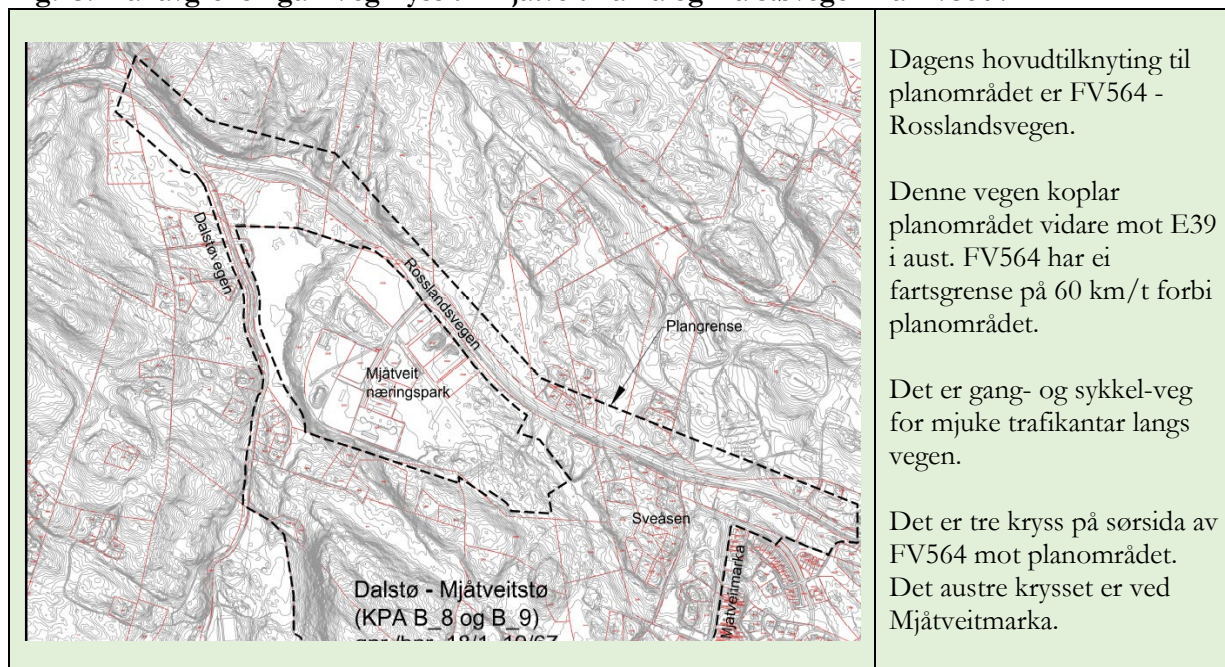 Dalstøvegen
Rosslandsvegen
Plangrense
Mjåtveit
næringspark
Sveåsen
Mjåtveitmarka
Dalstø - Mjåtveitstø
(KPA B_8 og B_9)
Dagens hovudtilknyting til
planområdet er FV564 -
Rosslandsvegen.
Denne vegen koplar
planområdet vidare mot E39
i aust. FV564 har ei
fartsgrense på 60 km/t forbi
planområdet.
Det er gang- og sykkel-veg
for mjuke trafikantar langs
vegen.
Det er tre kryss på sørsida av
FV564 mot planområdet.
Det austre krysset er ved
Mjåtveitmarka.